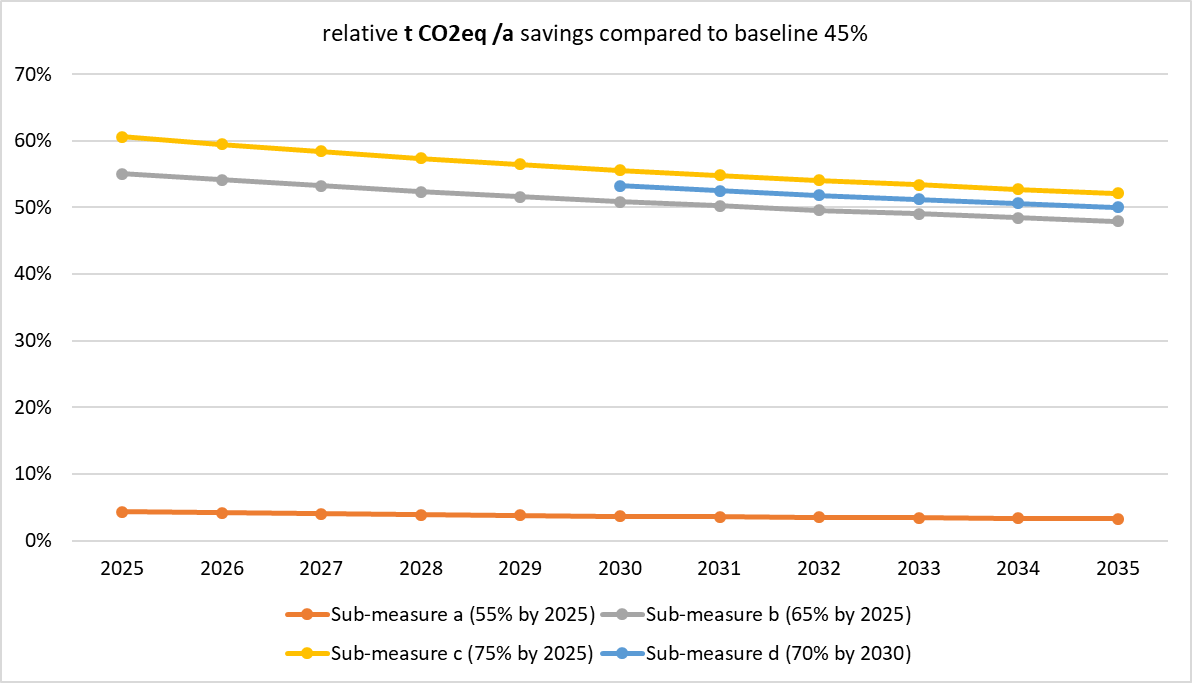 relative t CO2eq /a savings compared to baseline 45%
70%
60%
50%
40%
30%
20%
10%
0%
2025 2026 2027 2028 2029 2030 2031 2032 2033 2034 2035
Sub-measure a (55% by 2025) Sub-measure b (65% by 2025)
Sub-measure c (75% by 2025) Sub-measure d (70% by 2030)